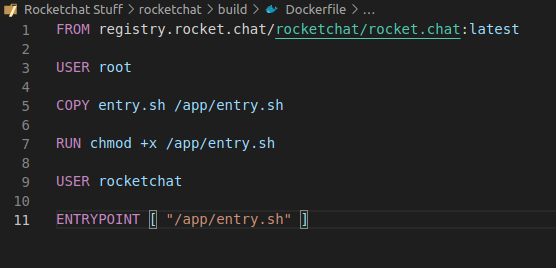 Rocketchat Stuff > rocketchat > build > Dockerfile > ...
1 FROM registry.rocket.chat/rocketchat/rocket.chat:latest
2
3 USER root
4
5 COPY entry.sh /app/entry.sh
6
7 RUN chmod +x /app/entry.sh
8
9 USER rocketchat
10
11 ENTRYPOINT [ "/app/entry.sh" ]